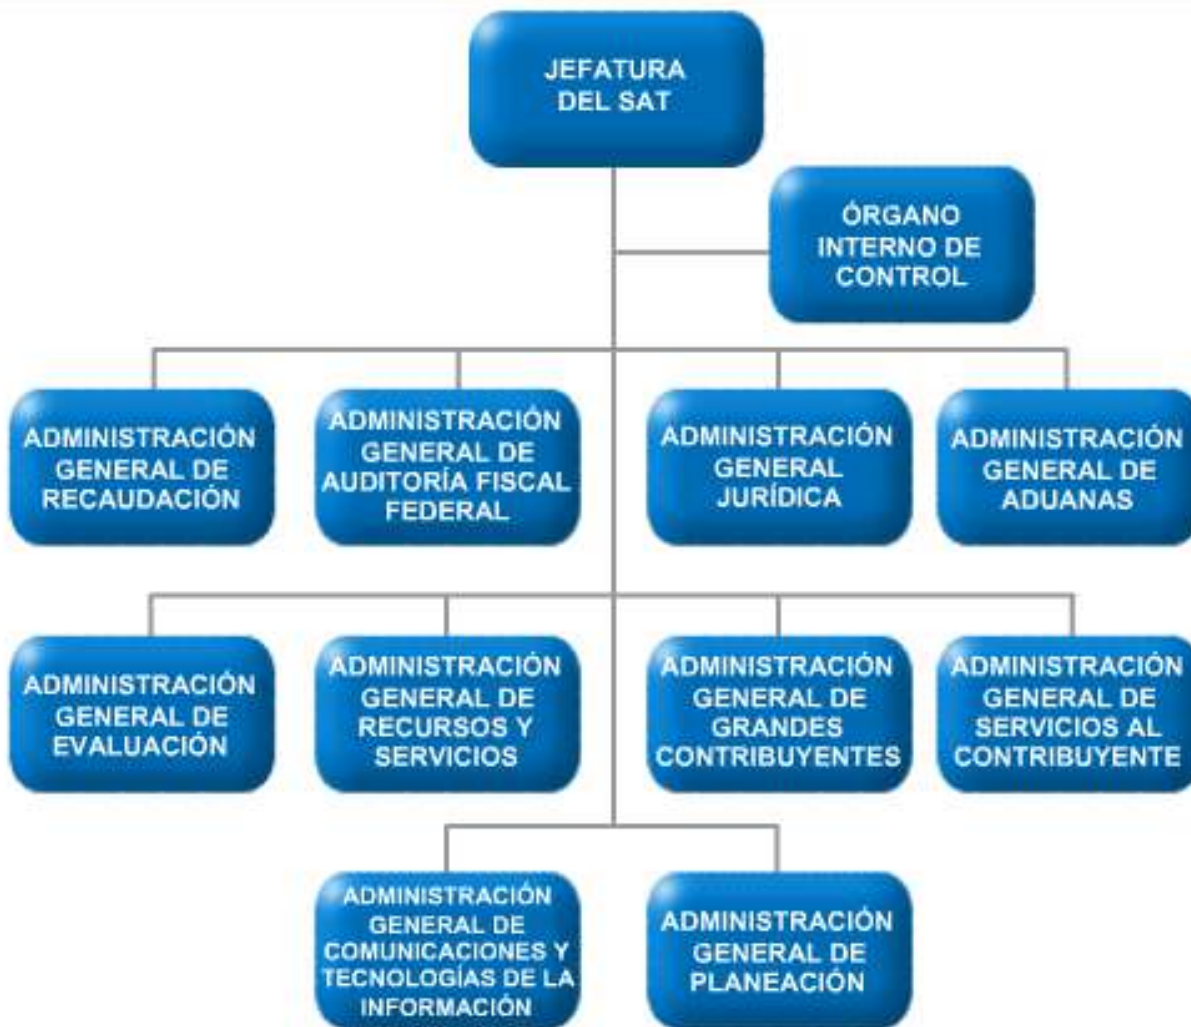 JEFATURA
DEL SAT
ÓRGANO
INTERNO DE
CONTROL
ADMINISTRACIÓN
GENERAL DE
RECAUDACIÓN
ADMINISTRACIÓN
GENERAL DE
AUDITORÍA FISCAL
FEDERAL
ADMINISTRACIÓN
GENERAL
JURÍDICA
ADMINISTRACIÓN
GENERAL DE
ADUANAS
ADMINISTRACIÓN
GENERAL DE
EVALUACIÓN
ADMINISTRACIÓN
GENERAL DE
RECURSOS Y
SERVICIOS
ADMINISTRACIÓN
GENERAL DE
GRANDES
CONTRIBUYENTES
ADMINISTRACIÓN
GENERAL DE
SERVICIOS AL
CONTRIBUYENTE
ADMINISTRACIÓN
GENERAL DE
COMUNICACIONES Y
TECNOLOGÍAS DE LA
INFORMACIÓN
ADMINISTRACIÓN
GENERAL DE
PLANEACIÓN